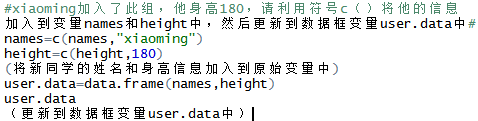 #xiaoming加入了此组，他身高180，请利用符号c（）将他的信息
加入到变量names和height中，然后更新到数据框变量user.data中#
names=c(names,"xiaoming")
height=c(height,180)
(将新同学的姓名和身高信息加入到原始变量中)
user.data=data.frame(names,height)
user.data
（更新到数据框变量user.data中）